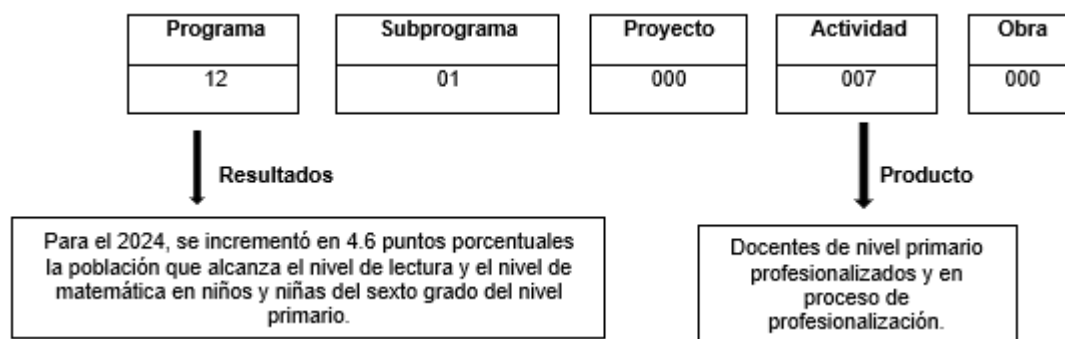 Programa Subprograma Proyecto Actividad Obra
12 01 000 007 000
Resultados Producto
Para el 2024, se incrementó en 4.6 puntos porcentuales
la población que alcanza el nivel de lectura y el nivel de
matemática en niños y niñas del sexto grado del nivel
primario.
Docentes de nivel primario
profesionalizados y en
proceso de
profesionalización.